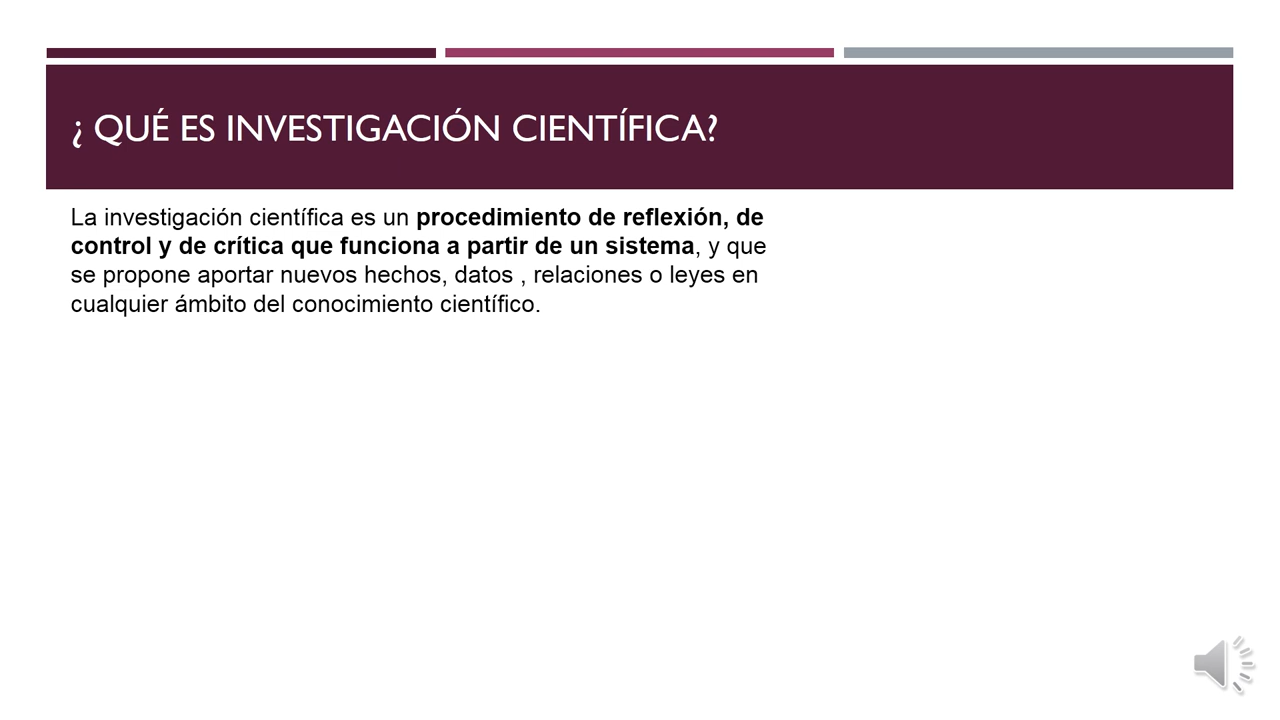 ¿ QUÉ ES INVESTIGACIÓN CIENTÍFICA?
La investigación científica es un procedimiento de reflexión, de
control y de crítica que funciona a partir de un sistema, y que
se propone aportar nuevos hechos, datos , relaciones o leyes en
cualquier ámbito del conocimiento científico.